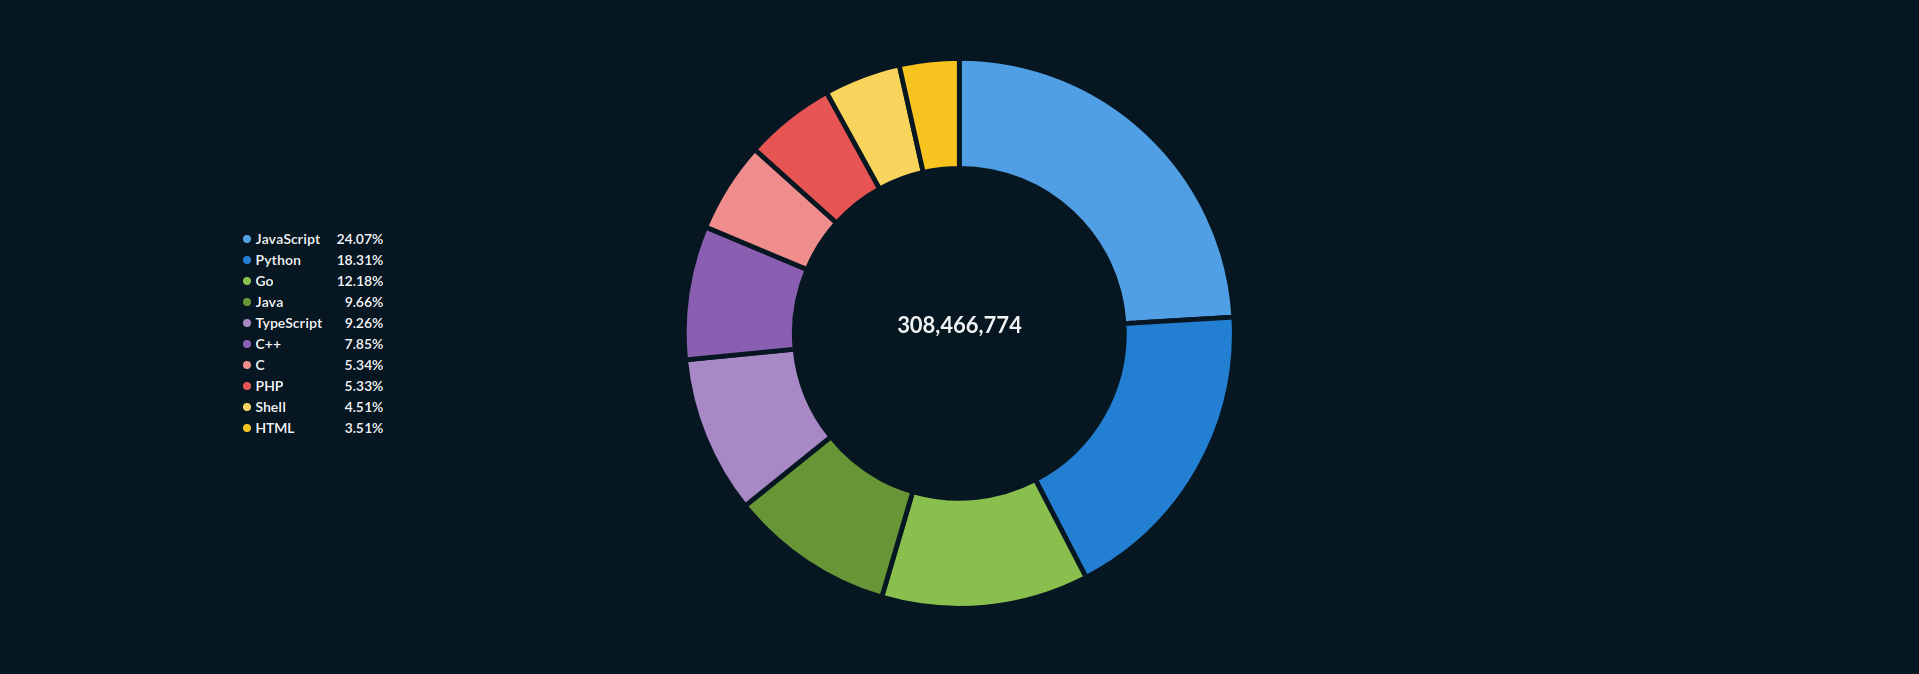 JavaScript 24.07%
Python 18.31%
Go 12.18%
Java 9.66%
TypeScript 9.26%
C++ 7.85%
C 5.34%
PHP 5.33%
Shell 4.51%
HTML 3.51%
308,466,774